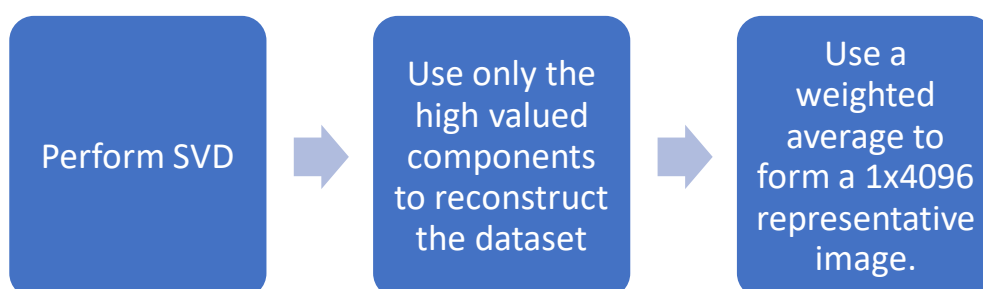 Perform SVD
Use only the
high valued
components
to reconstruct
the dataset
Use a
weighted
average to
form a 1x4096
representative
image.